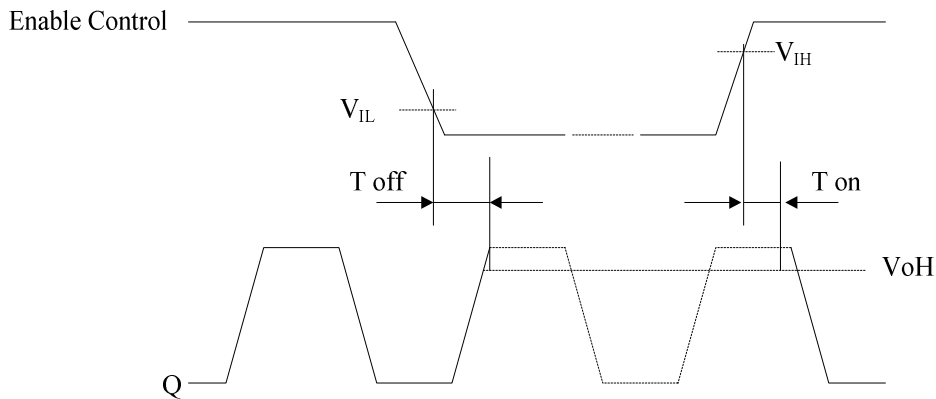 Enable Control
VIH
VIL
T off
T on
VoH
Q